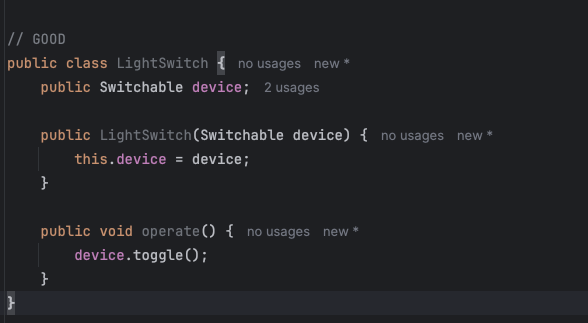 // GOOD
public class LightSwitch {  no usages  new *
    public Switchable device;  2 usages

    public LightSwitch(Switchable device) {  no usages  new *
        this.device = device;
    }

    public void operate() {  no usages  new *
        device.toggle();
    }
}